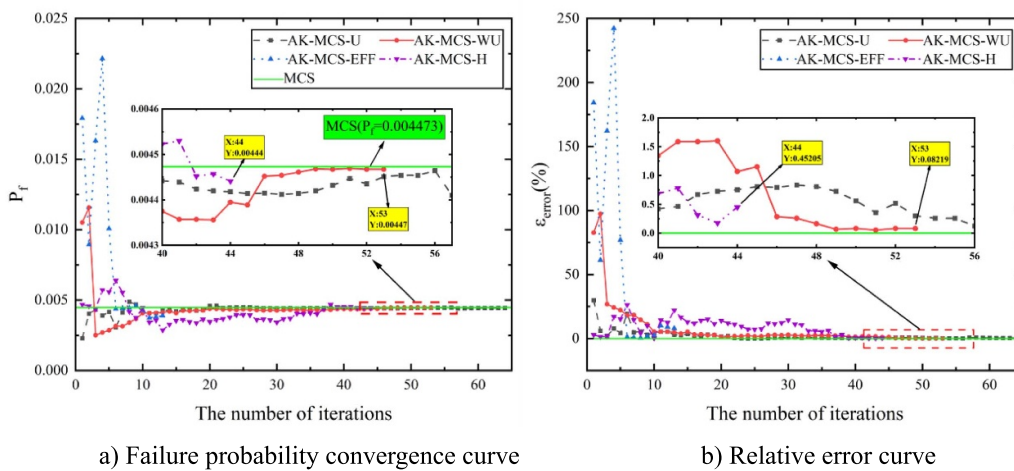 a)
0.025
0.020
0.015
0.010
0.005
0.000
P_f
AK-MCS-U
AK-MCS-WU
AK-MCS-EFF
AK-MCS-H
MCS
0.0046
0.0045
0.0044
0.0043
40
44
48
52
56
MCS(P_f=0.004473)
X:44
Y:0.00444
X:53
Y:0.00447
0
10
20
30
40
50
60
The number of iterations
b)
250
200
150
100
50
0
ε_error(%)
AK-MCS-U
AK-MCS-WU
AK-MCS-EFF
AK-MCS-H
MCS
2.0
1.5
1.0
0.5
0.0
40
44
48
52
56
X:44
Y:0.45205
X:53
Y:0.08219
0
10
20
30
40
50
60
The number of iterations
a) Failure probability convergence curve
b) Relative error curve